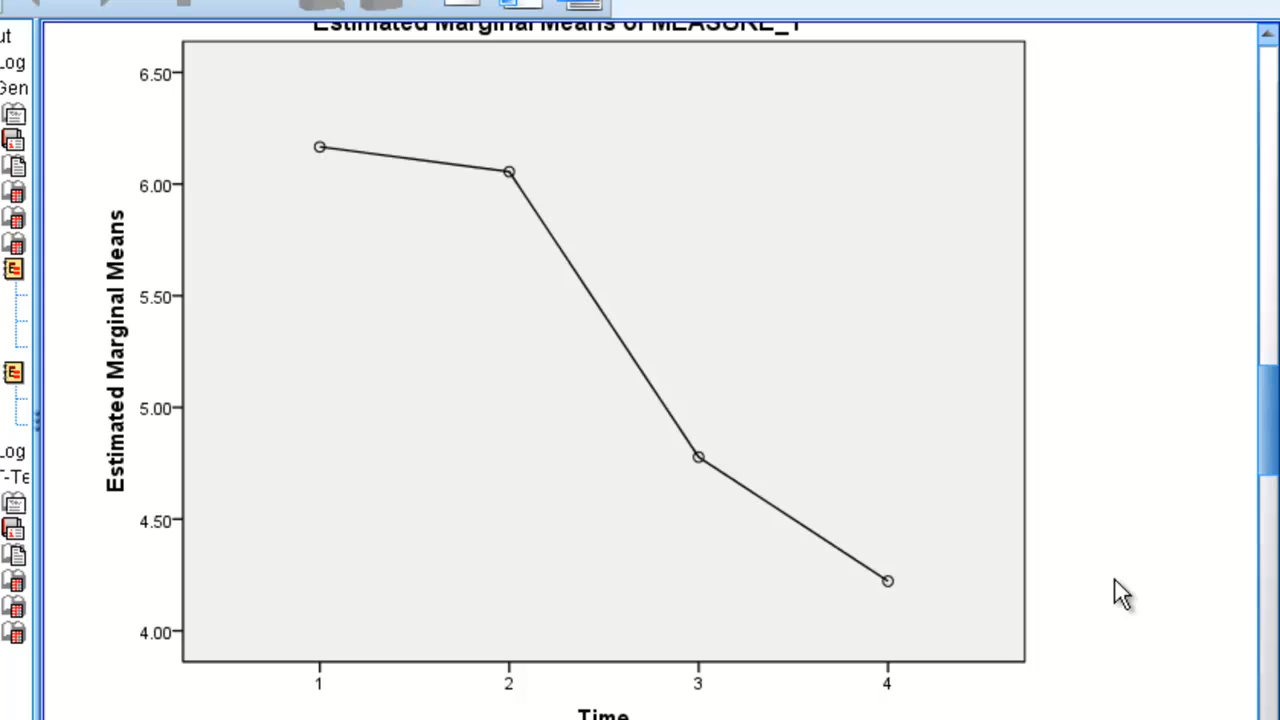 Estimated Marginal Means of MEASURE_1
ut
Log
Gen
Log
T-Te
6.50
6.00
5.50
5.00
4.50
4.00
Estimated Marginal Means
1 2 3 4
Time